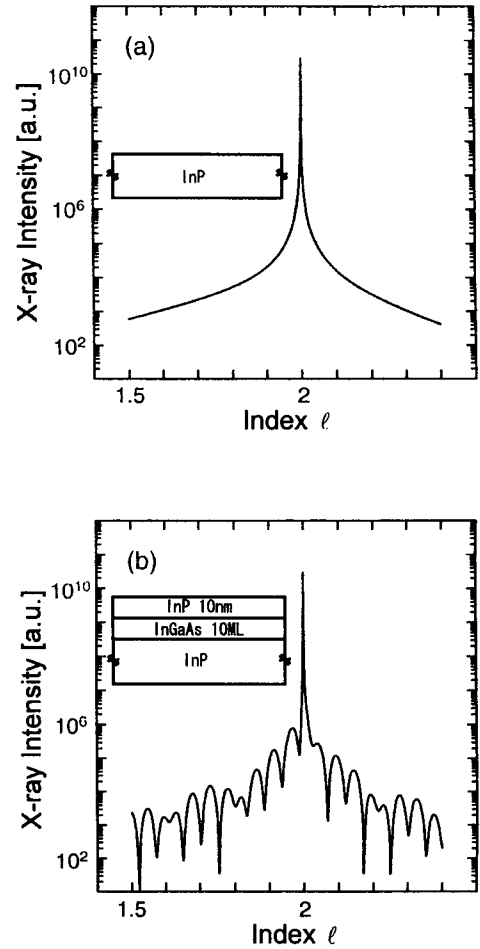 (a)
X-ray Intensity [a.u.]
10¹⁰
10⁶
10²
InP
1.5
2
Index ℓ
(b)
X-ray Intensity [a.u.]
10¹⁰
10⁶
10²
InP 10nm
InGaAs 10ML
InP
1.5
2
Index ℓ